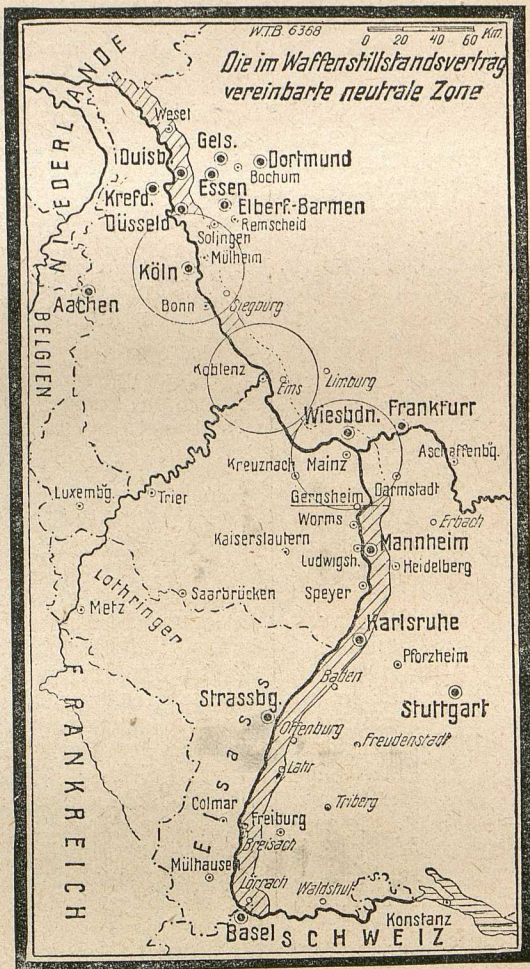 W.T.B. 6368
0 20 40 60 Km.
Die im Waffenstillstandsvertrag
vereinbarte neutrale Zone
NIEDERLANDE
Wesel
Gels.
Duisb.
Dortmund
Bochum
Essen
Krefd.
Elberf.-Barmen
Düsseld
Remscheid
Solingen
Mülheim
Köln
Aachen
Bonn
Siegburg
BELGIEN
Koblenz
Ems
Limburg
Wiesbdn.
Frankfurt
Aschaffenbg.
Kreuznach
Mainz
Darmstadt
Luxembg.
Trier
Gernsheim
Worms
Erbach
Kaiserslautern
Mannheim
Ludwigsh.
Heidelberg
Lothringer
Saarbrücken
Speyer
Metz
Karlsruhe
Pforzheim
Baden
Strassbg.
Stuttgart
FRANKREICH
Elsass
Offenburg
Freudenstadt
Lahr
Colmar
Triberg
Freiburg
Breisach
Mülhausen
Lörrach
Waldshut
Konstanz
Basel
SCHWEIZ